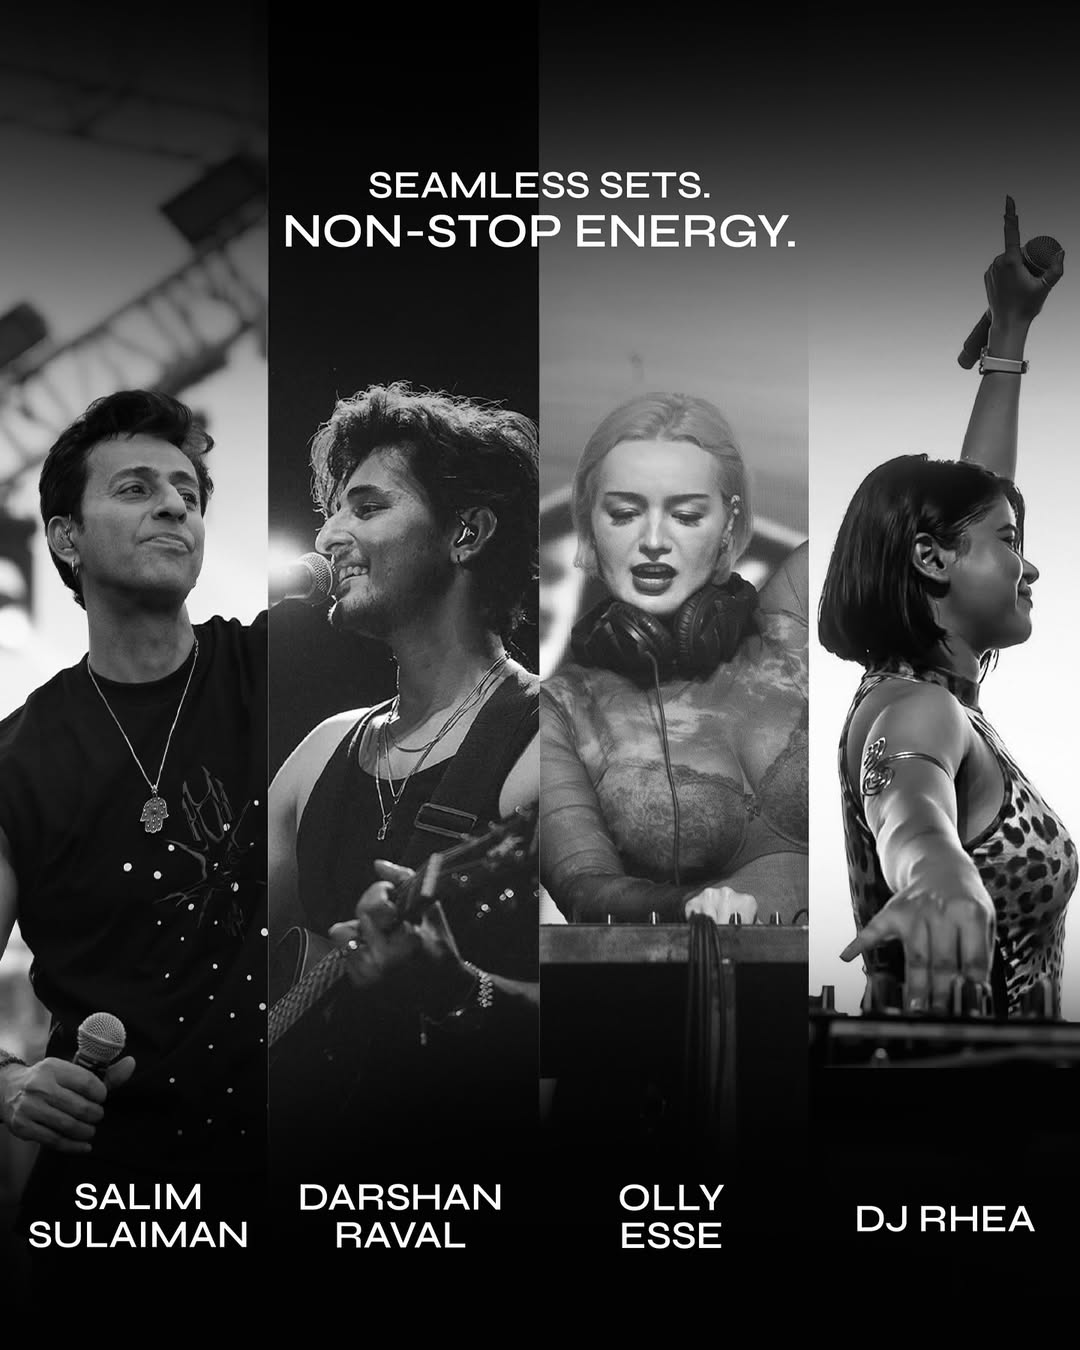 SEAMLESS SETS.
NON-STOP ENERGY.
SALIM
SULAIMAN
DARSHAN
RAVAL
OLLY
ESSE
DJ RHEA